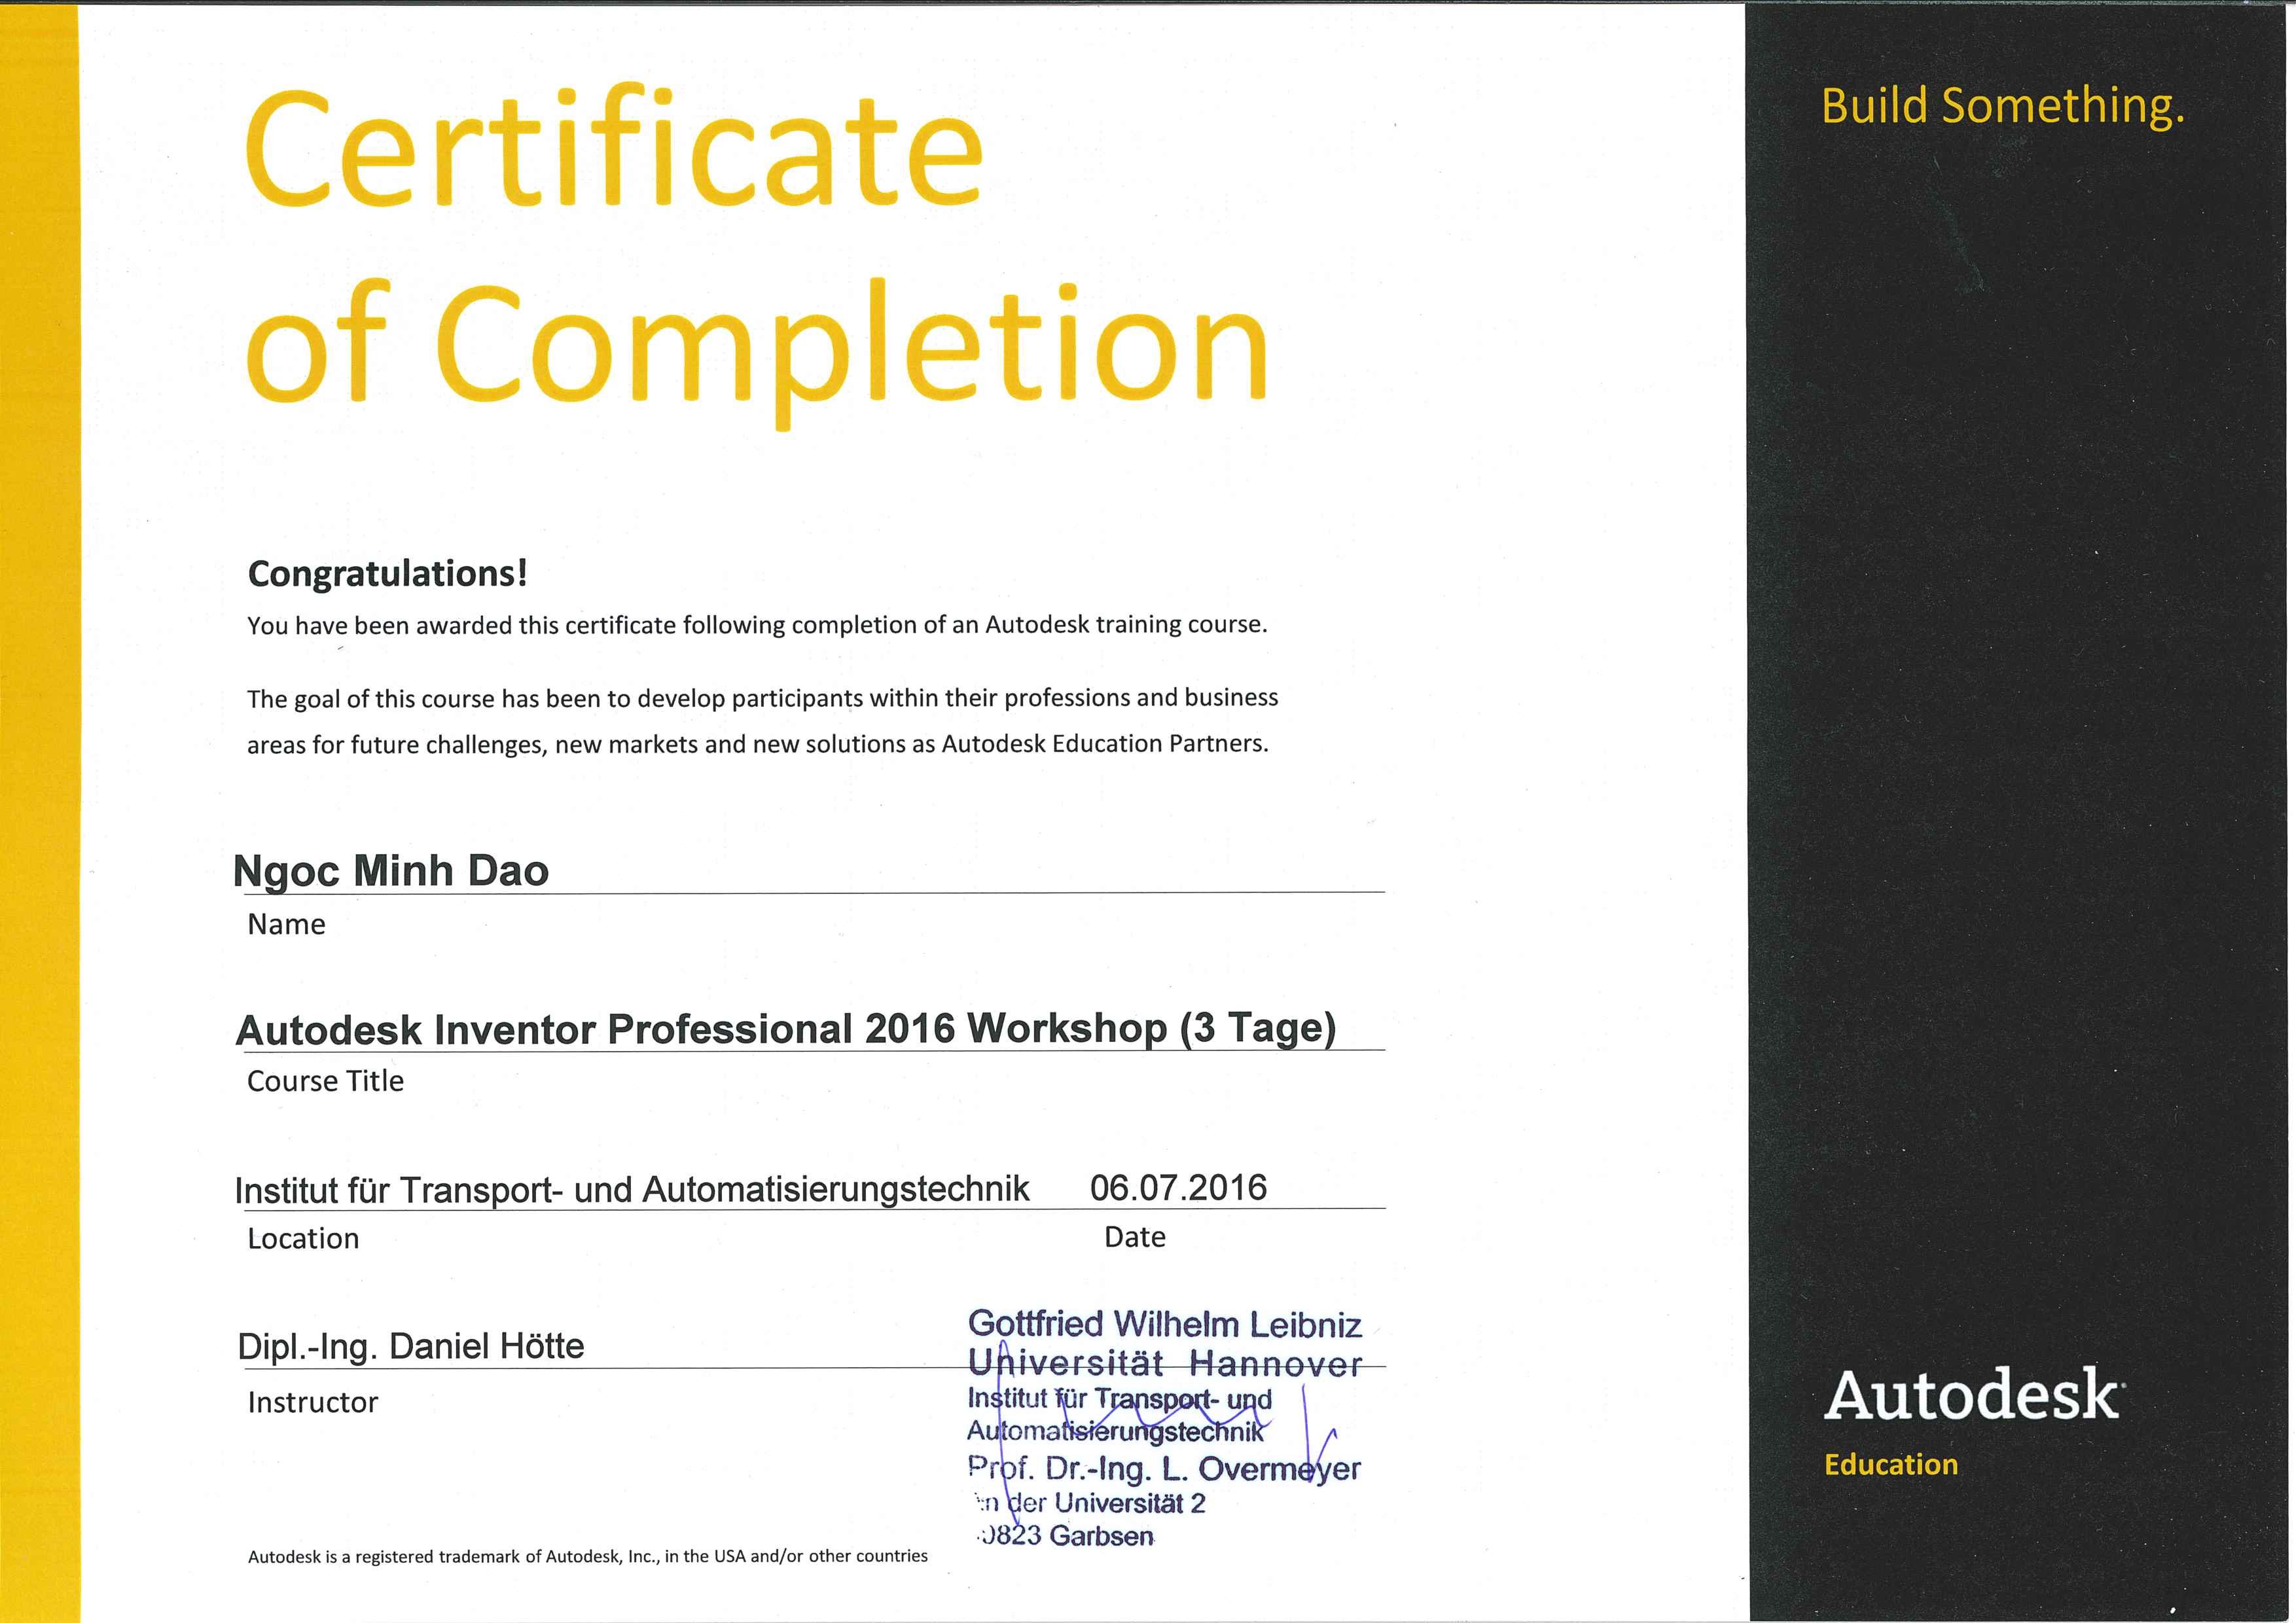 Certificate
of Completion
Build Something.
Congratulations!
You have been awarded this certificate following completion of an Autodesk training course.
The goal of this course has been to develop participants within their professions and business
areas for future challenges, new markets and new solutions as Autodesk Education Partners.
Ngoc Minh Dao
Name
Autodesk Inventor Professional 2016 Workshop (3 Tage)
Course Title
Institut für Transport- und Automatisierungstechnik 06.07.2016
Location Date
Dipl.-Ing. Daniel Hötte
Instructor
Gottfried Wilhelm Leibniz
Universität Hannover
Institut für Transport- und
Automatisierungstechnik
Prof. Dr.-Ing. L. Overmeyer
der Universität 2
Garbsen
Autodesk is a registered trademark of Autodesk, Inc., in the USA and/or other countries
Autodesk
Education